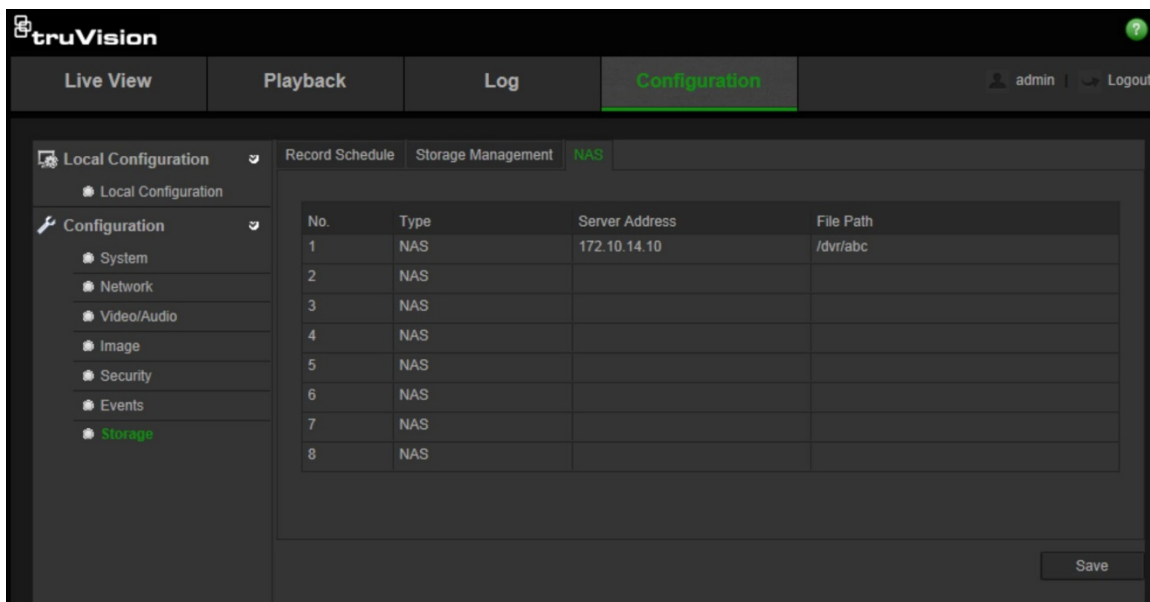 truVision
?
Live View Playback Log Configuration admin | Logout
Local Configuration
Local Configuration
Configuration
System
Network
Video/Audio
Image
Security
Events
Storage
Record Schedule Storage Management NAS
No. Type Server Address File Path
1 NAS 172.10.14.10 /dvr/abc
2 NAS
3 NAS
4 NAS
5 NAS
6 NAS
7 NAS
8 NAS
Save